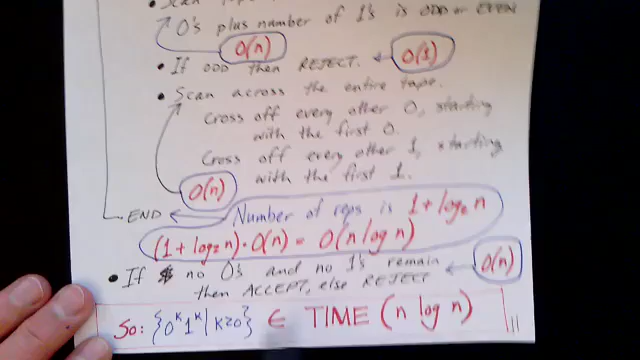 • Scan tape
0's plus number of 1's is ODD or EVEN
O(n)
• If ODD then REJECT. O(1)
• Scan across the entire tape.
Cross off every other 0, starting
with the first 0.
Cross off every other 1, starting
with the first 1.
O(n)
END Number of reps is 1 + log₂ n
(1 + log₂ n) · O(n) = O(n log n)
• If no 0's and no 1's remain O(n)
then ACCEPT, else REJECT
So: {0ᴷ1ᴷ | K≥0} ∈ TIME (n log n)